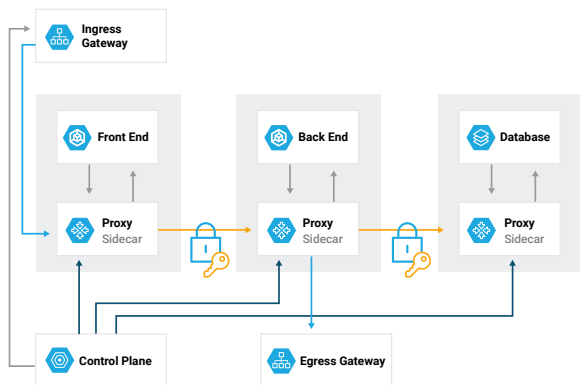 Ingress
Gateway
Front End
Back End
Database
Proxy
Sidecar
Proxy
Sidecar
Proxy
Sidecar
Control Plane
Egress Gateway